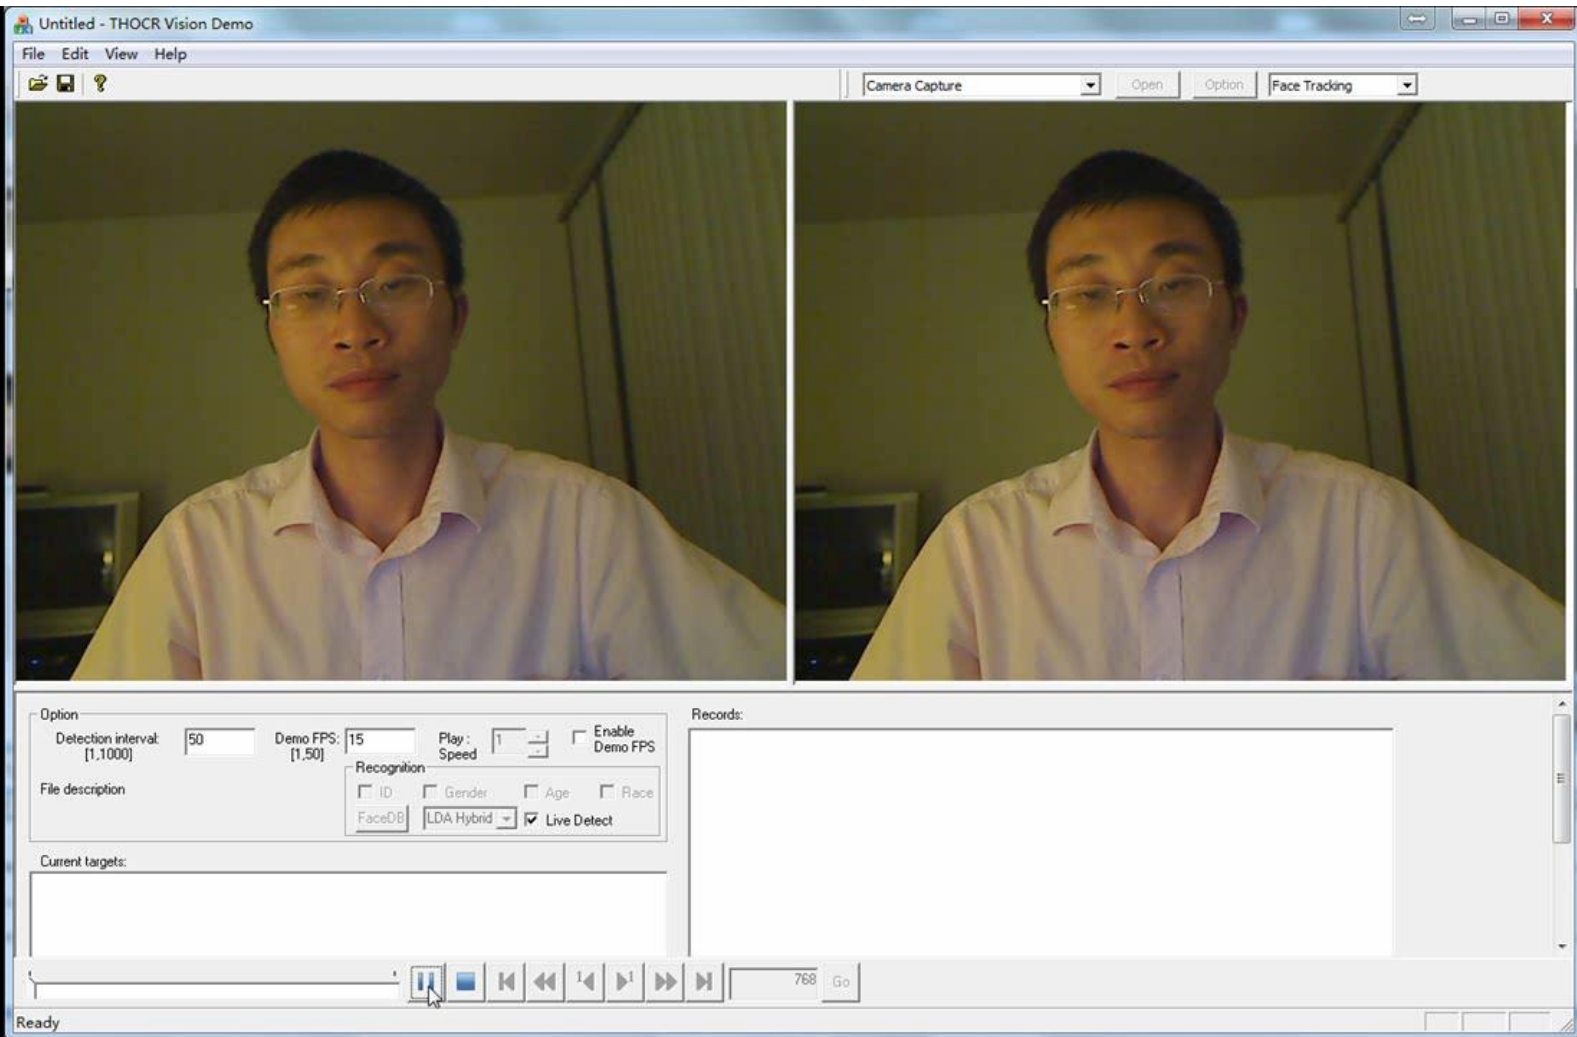 Untitled - THOCR Vision Demo
File Edit View Help
Camera Capture Open Option Face Tracking
Option
Detection interval: 50 Demo FPS: 15 Play : 1 Enable
[1,1000] [1,50] Speed Demo FPS
Recognition
File description ID Gender Age Race
FaceDB LDA Hybrid Live Detect
Current targets:
Records:
1 1 768 Go
Ready